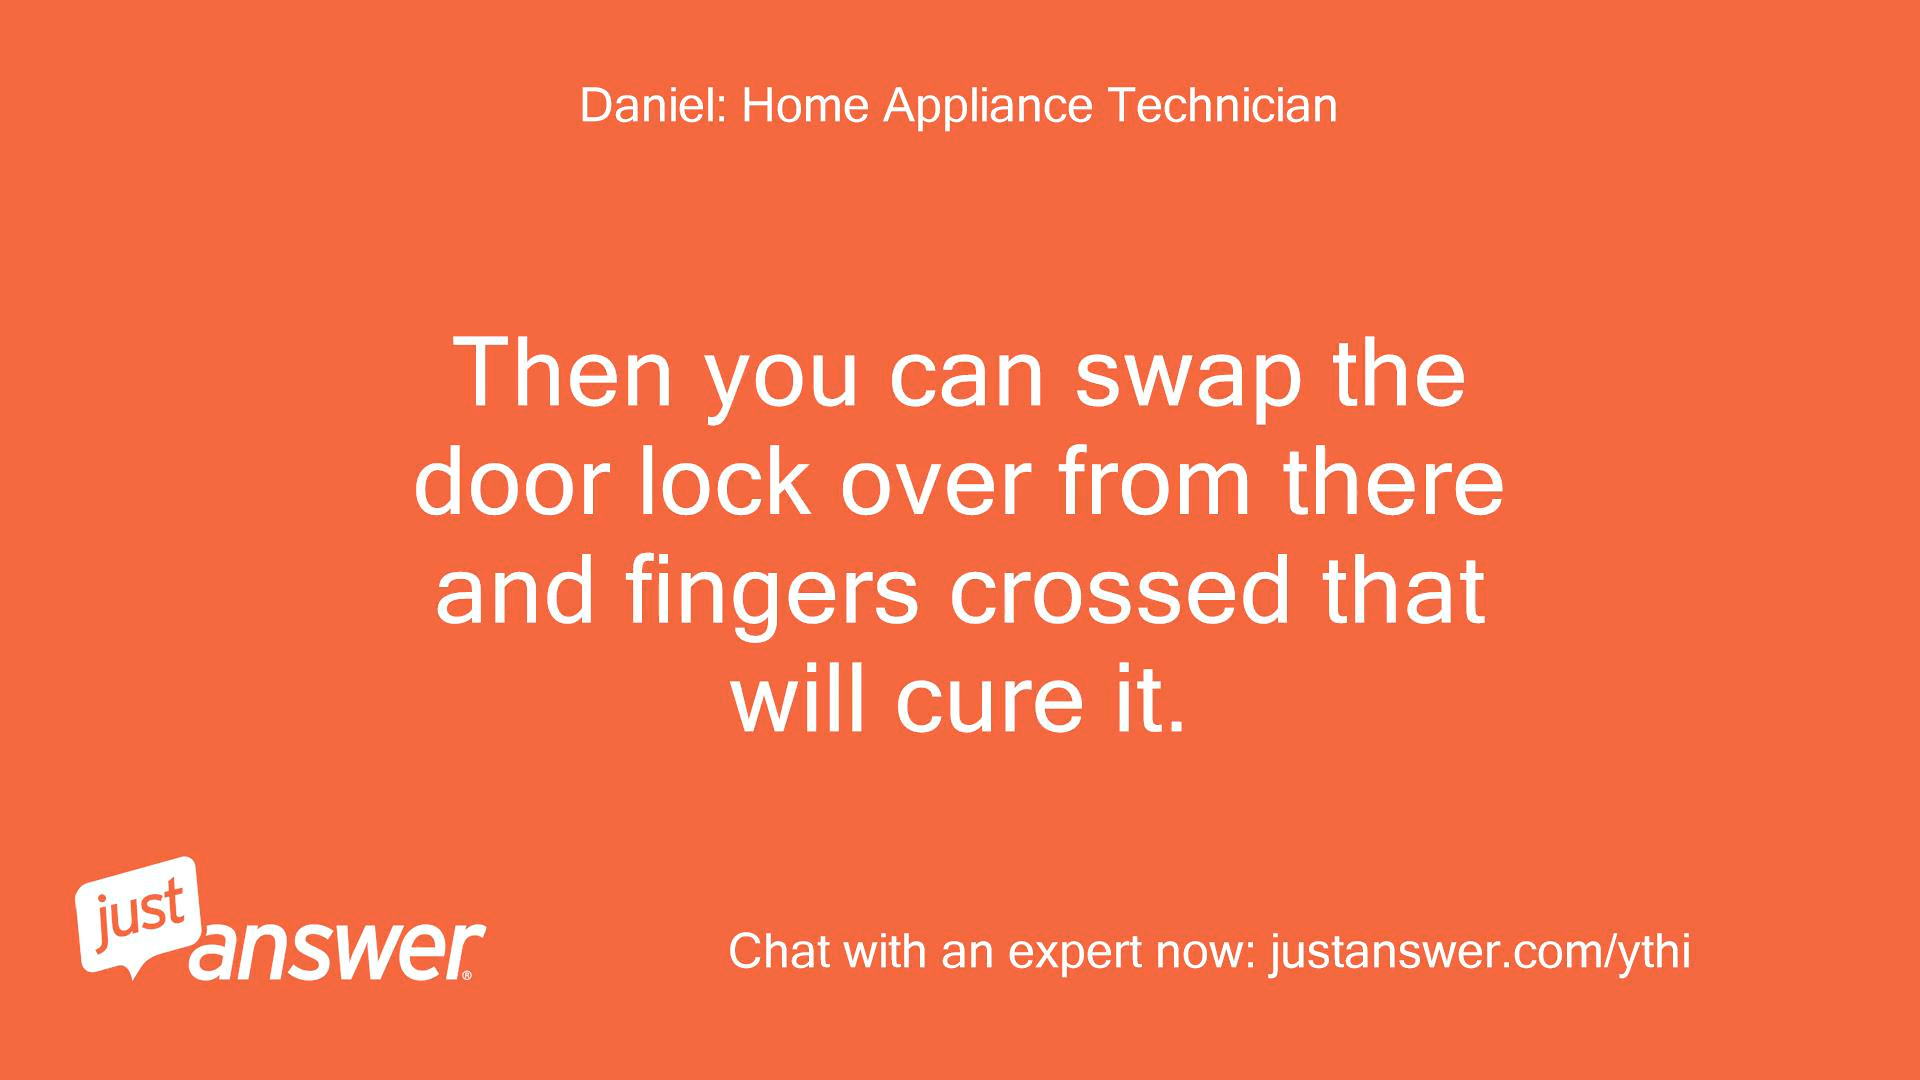 Daniel: Home Appliance Technician
Then you can swap the
door lock over from there
and fingers crossed that
will cure it.
just
answer®
Chat with an expert now: justanswer.com/ythi